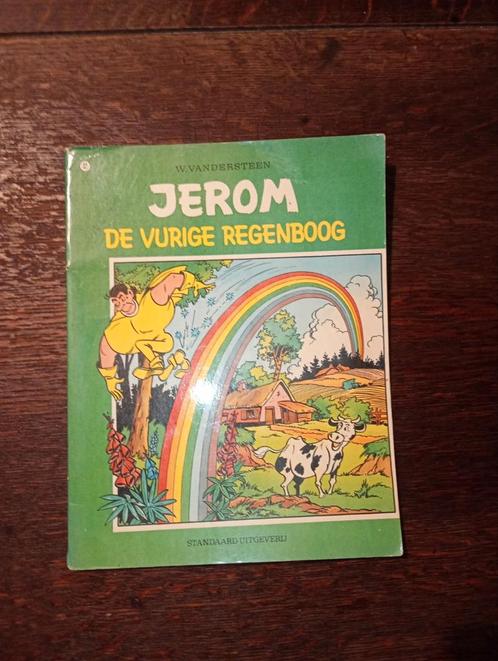 W. VANDERSTEEN
JEROM
DE VURIGE REGENBOOG
STANDAARD UITGEVERIJ